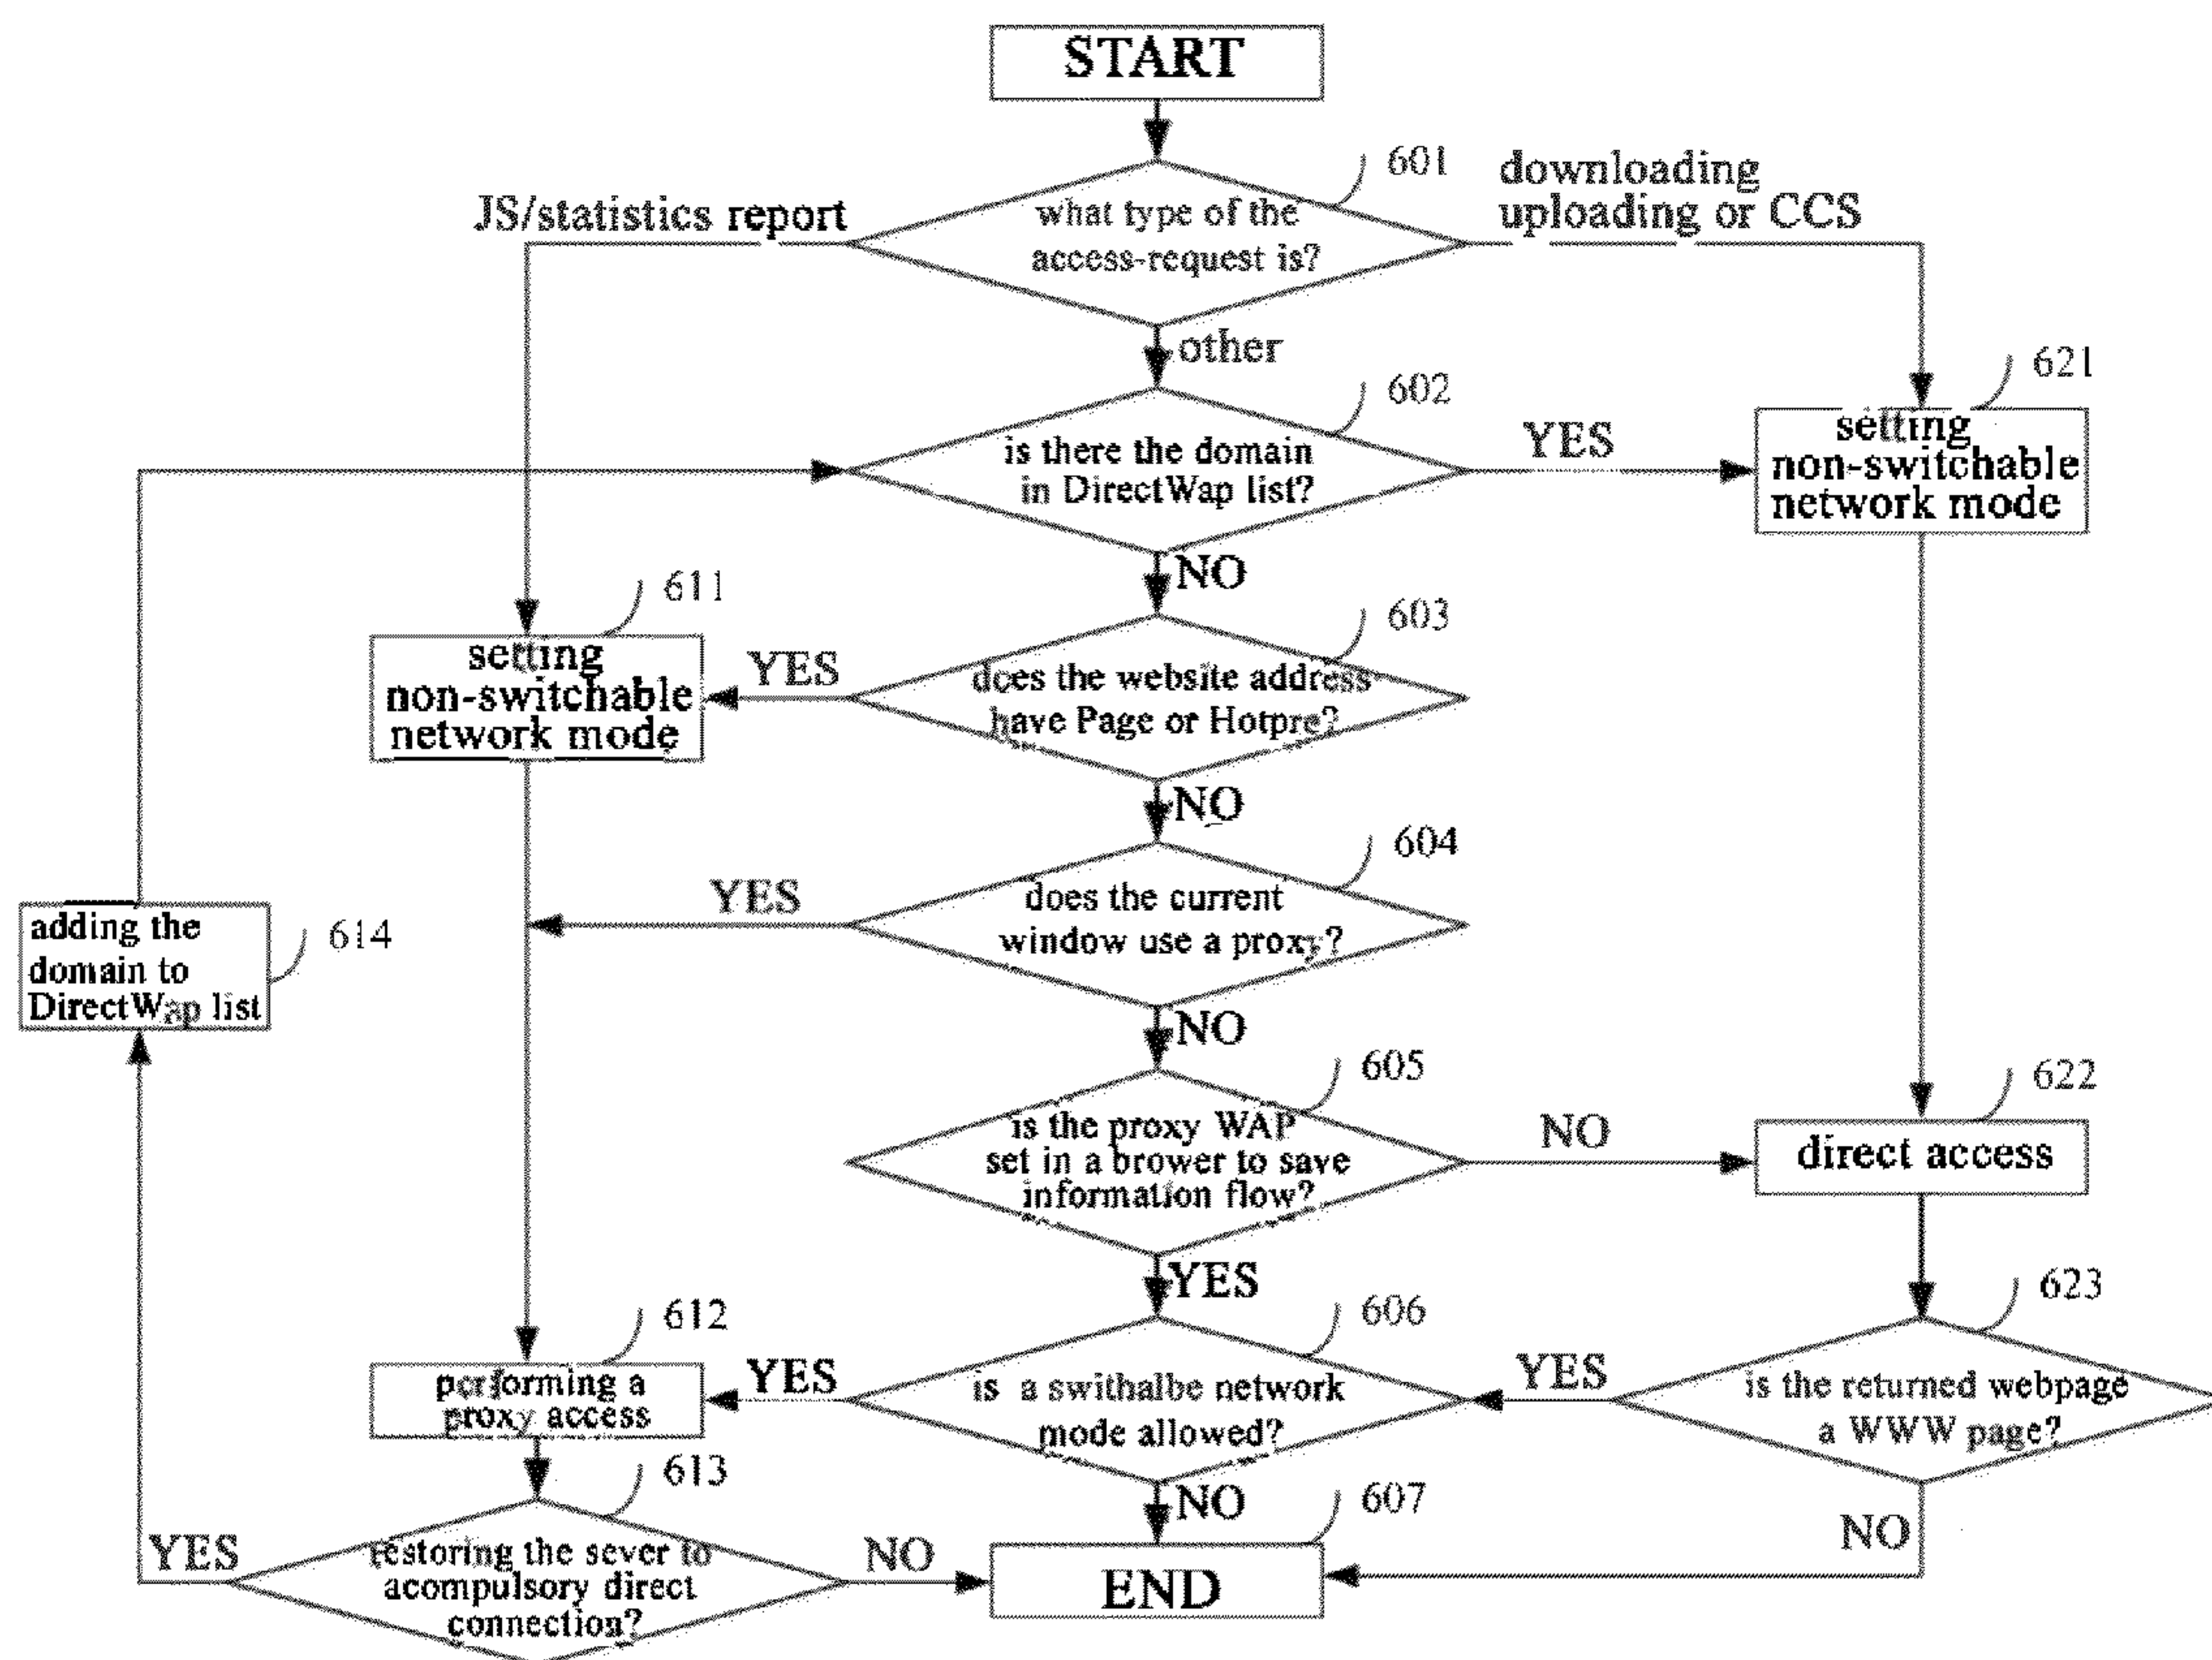 START
601
downloading
uploading or CCS
JS/statistics report
what type of the
access-request is?
other
602
621
is there the domain
in DirectWap list?
YES
setting
non-switchable
network mode
NO
611
603
setting
non-switchable
network mode
YES
does the website address
have Page or Hotpre?
NO
604
YES
does the current
window use a proxy?
adding the
domain to
DirectWap list
614
NO
605
622
is the proxy WAP
set in a brower to save
information flow?
NO
direct access
YES
623
612
606
performing a
proxy access
YES
is a swithalbe network
mode allowed?
YES
is the returned webpage
a WWW page?
613
NO
607
NO
YES
restoring the sever to
acompulsory direct
connection?
NO
END